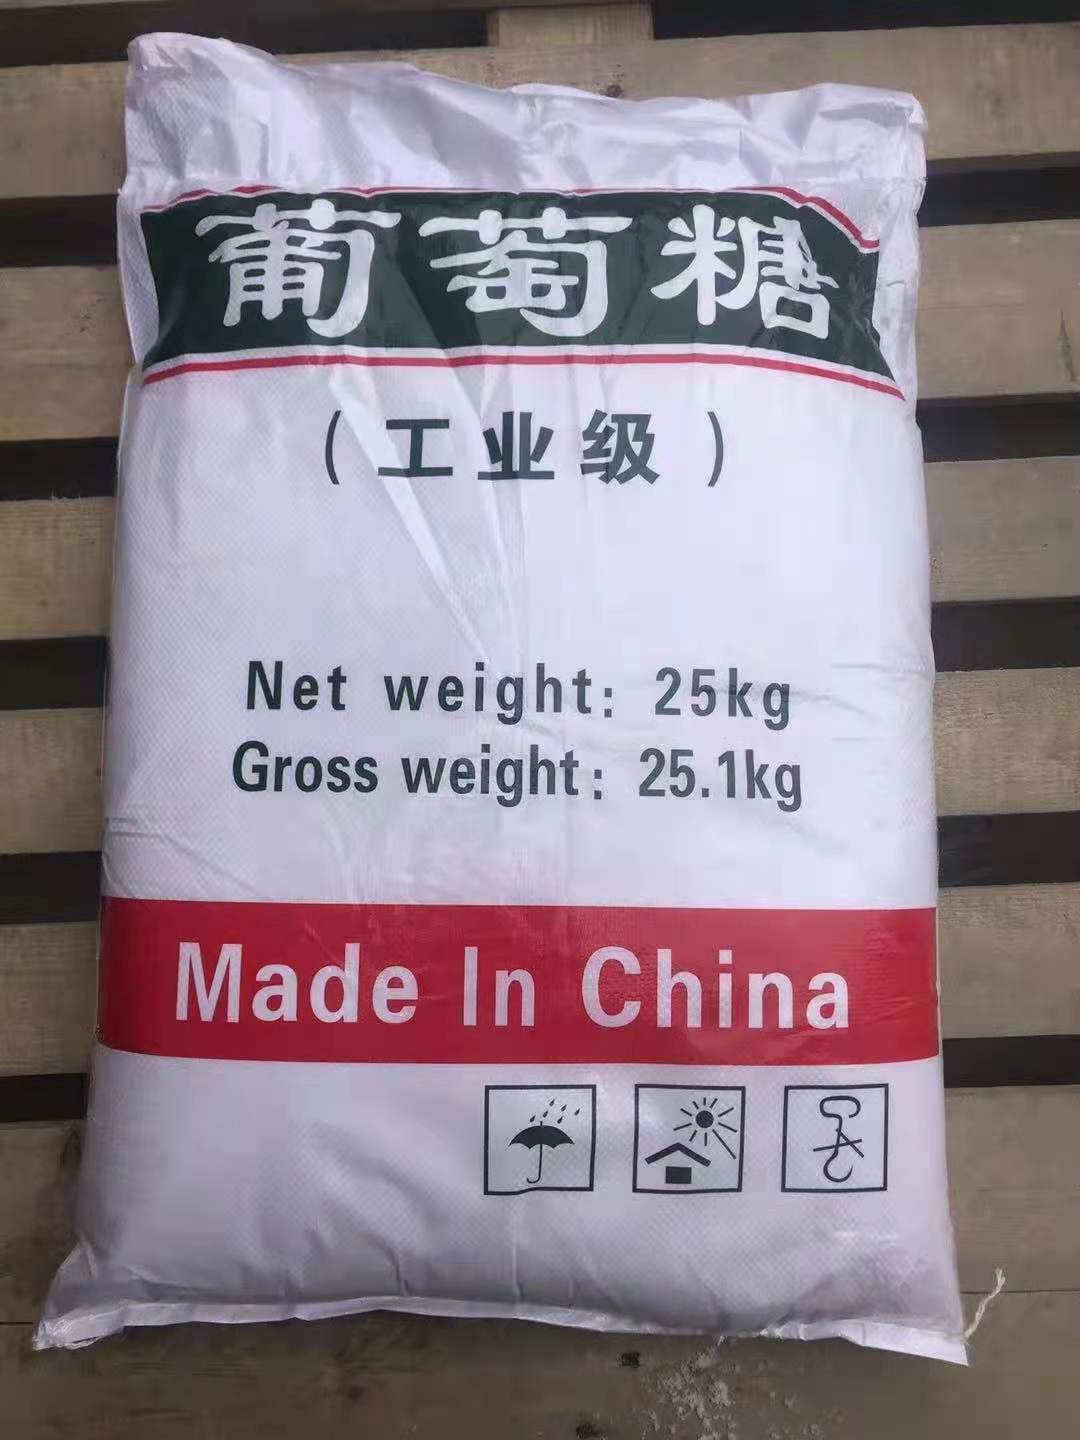 葡萄糖
（工业级）
Net weight: 25kg
Gross weight: 25.1kg
Made In China